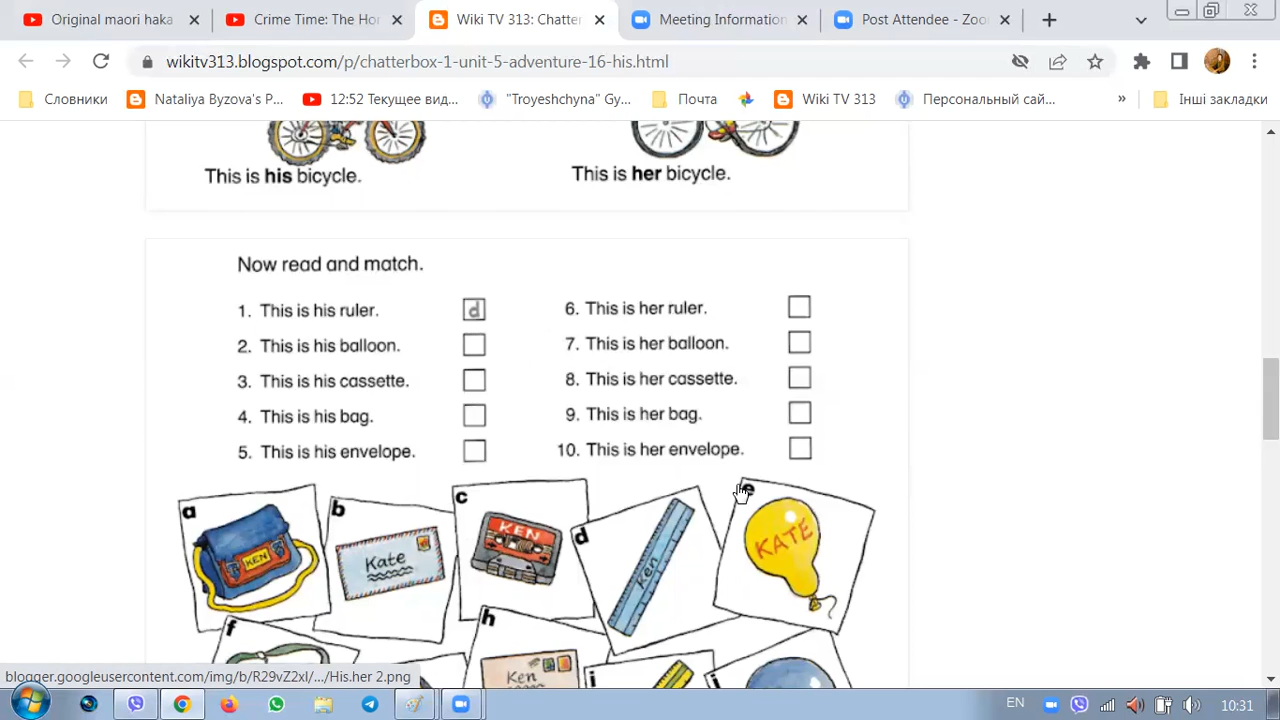 Original maori haka
Crime Time: The Hor
Wiki TV 313: Chatte
Meeting Information
Post Attendee - Zoo
wikitv313.blogspot.com/p/chatterbox-1-unit-5-adventure-16-his.html
Словники
Nataliya Byzova's P...
12:52 Текущее вид...
"Troyeshchyna" Gy...
Почта
Wiki TV 313
Персональный сай...
»
Інші закладки
This is his bicycle.
This is her bicycle.
Now read and match.
1. This is his ruler. d
2. This is his balloon.
3. This is his cassette.
4. This is his bag.
5. This is his envelope.
6. This is her ruler.
7. This is her balloon.
8. This is her cassette.
9. This is her bag.
10. This is her envelope.
a
KEN
b
Kate
c
KEN
d
Ken
e
KATE
f
h
Ken
i
j
blogger.googleusercontent.com/img/b/R29vZ2xl/.../His.her 2.png
EN
10:31